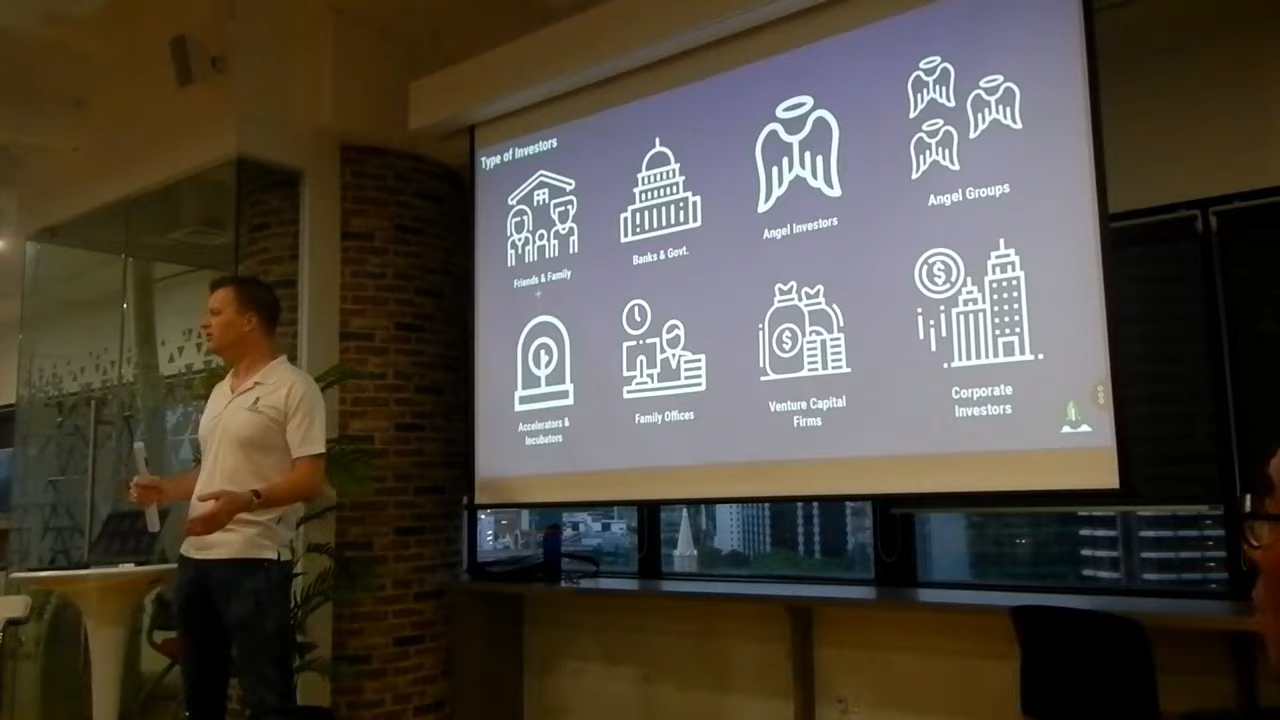 Type of Investors
Friends & Family
Banks & Govt.
Angel Investors
Angel Groups
Accelerators &
Incubators
Family Offices
Venture Capital
Firms
Corporate
Investors